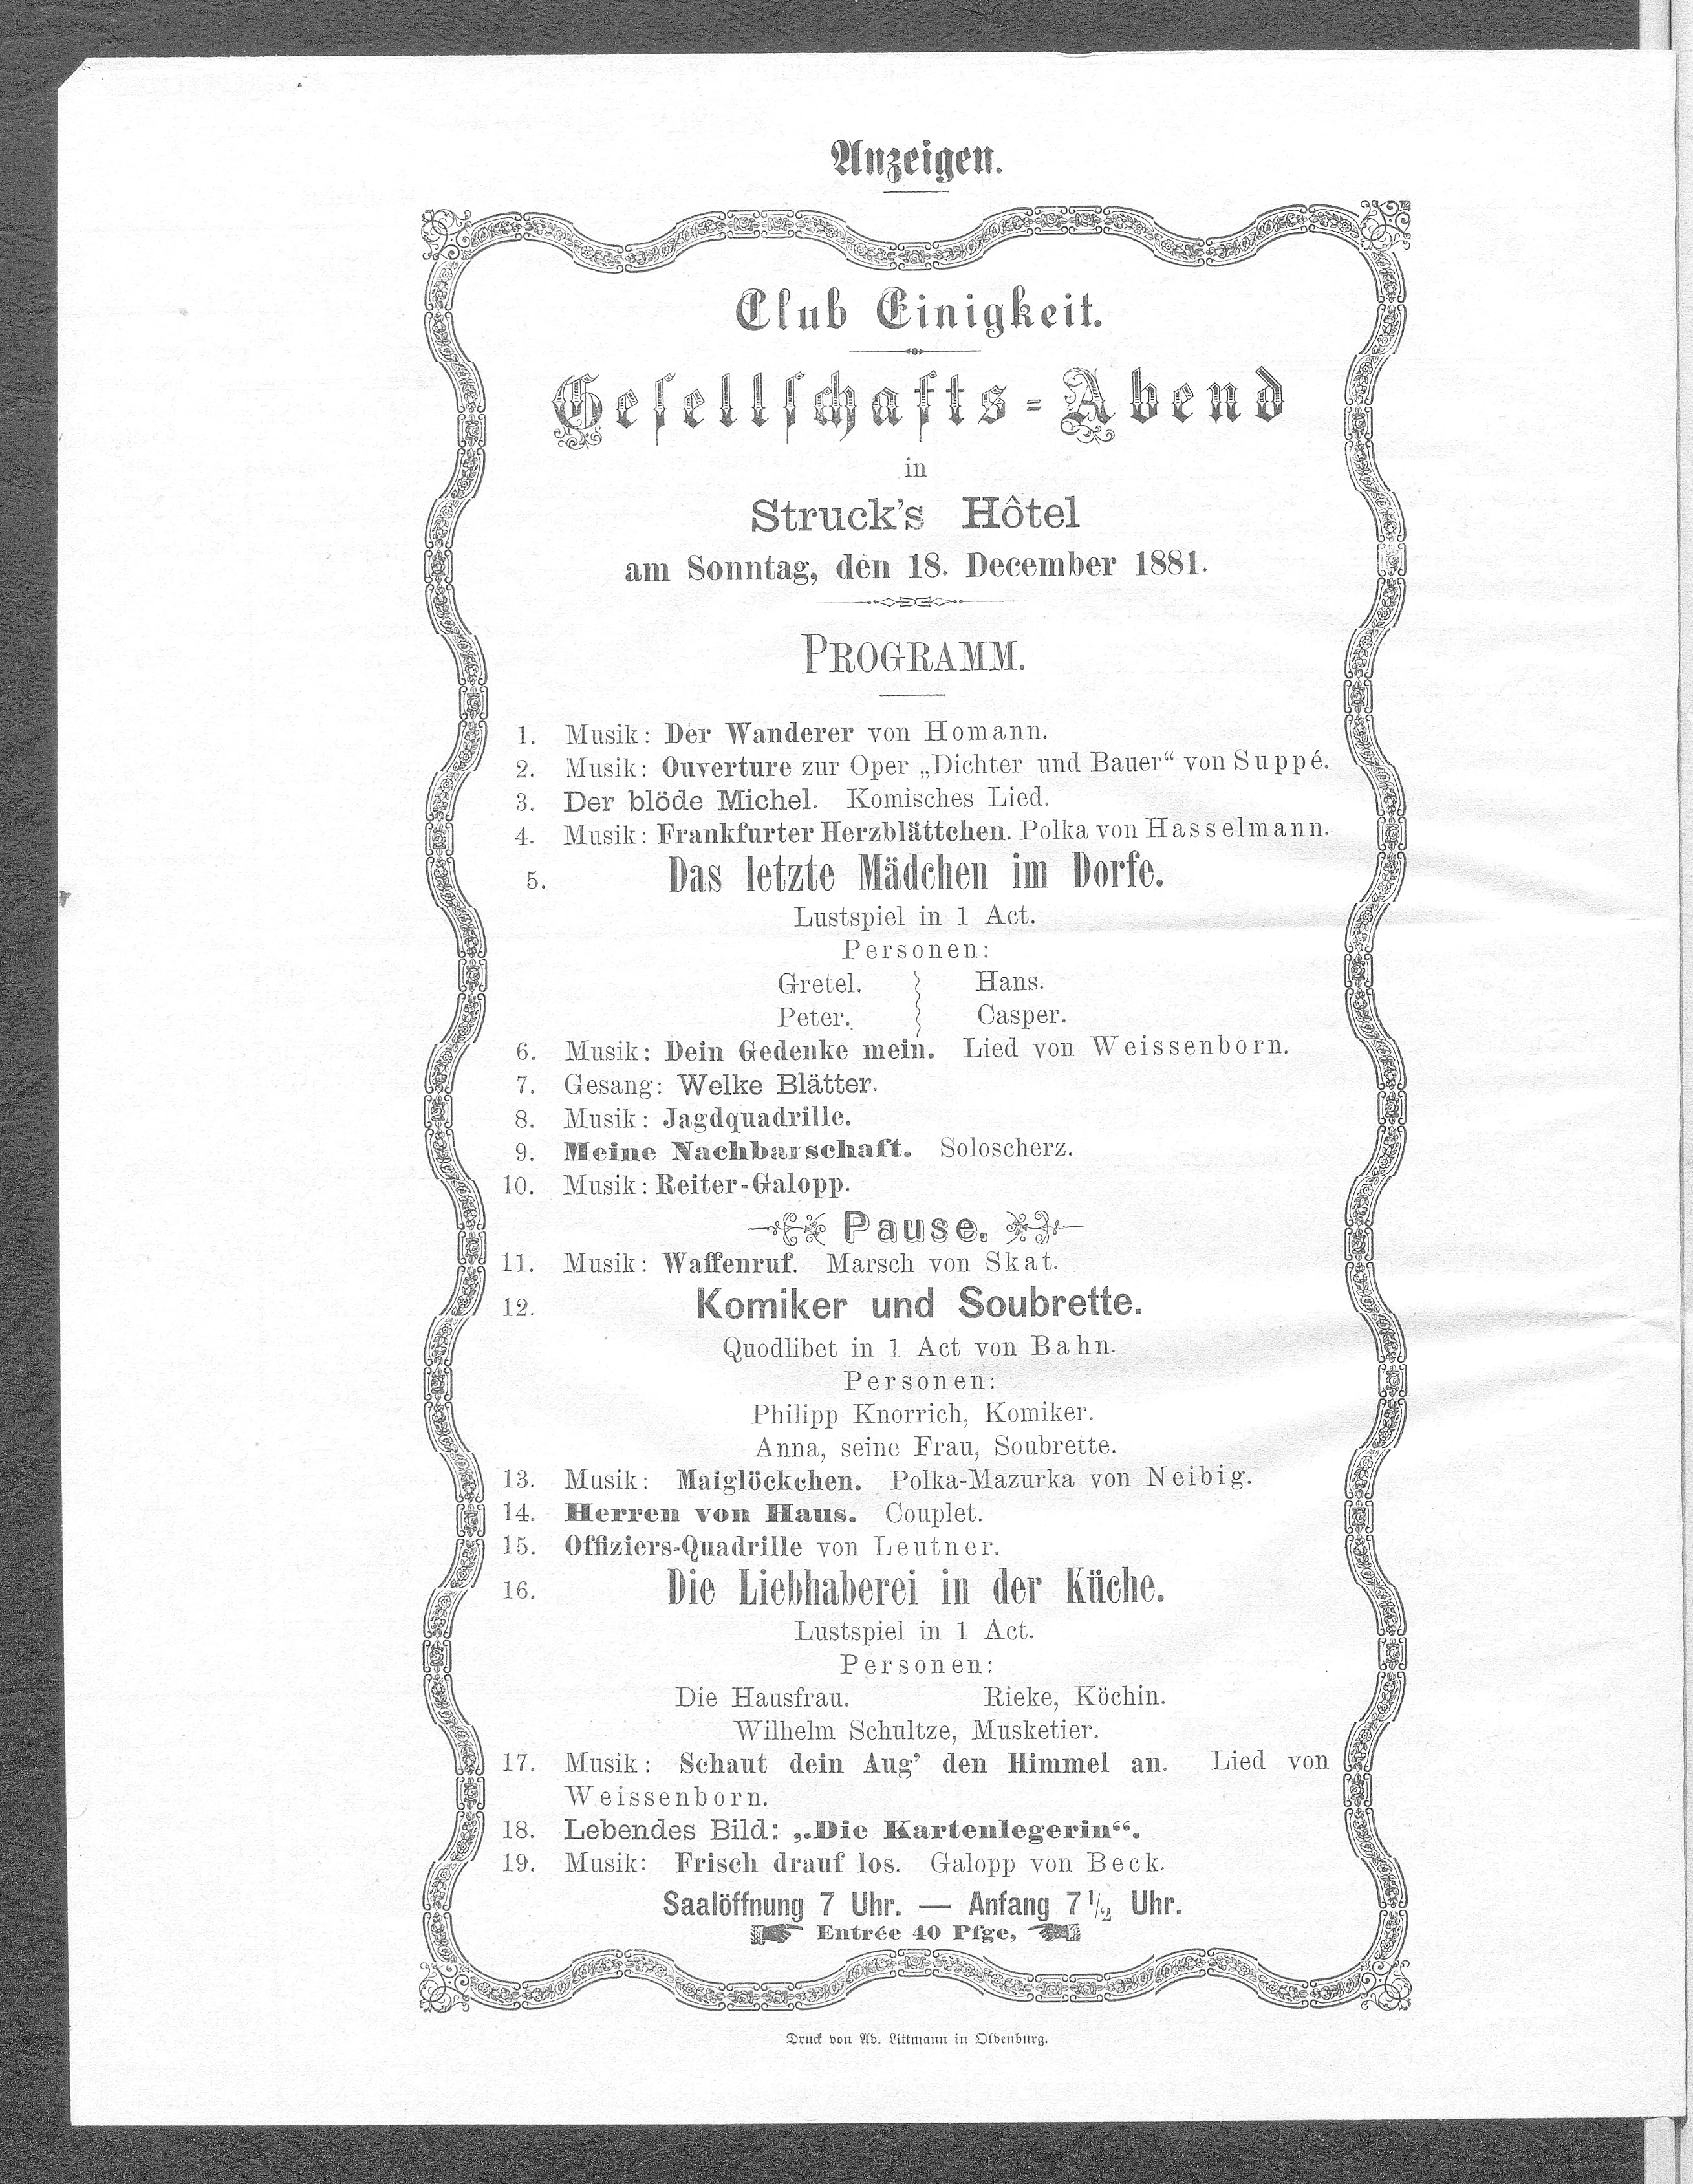 Anzeigen.
Club Einigkeit.
Gesellschafts-Abend
in
Struck's Hôtel
am Sonntag, den 18. December 1881.
PROGRAMM.
1. Musik: Der Wanderer von Homann.
2. Musik: Ouverture zur Oper „Dichter und Bauer“ von Suppé.
3. Der blöde Michel. Komisches Lied.
4. Musik: Frankfurter Herzblättchen. Polka von Hasselmann.
5. Das letzte Mädchen im Dorfe.
Lustspiel in 1 Act.
Personen:
Gretel. Hans.
Peter. Casper.
6. Musik: Dein Gedenke mein. Lied von Weissenborn.
7. Gesang: Welke Blätter.
8. Musik: Jagdquadrille.
9. Meine Nachbarschaft. Soloscherz.
10. Musik: Reiter-Galopp.
Pause.
11. Musik: Waffenruf. Marsch von Skat.
12. Komiker und Soubrette.
Quodlibet in 1 Act von Bahn.
Personen:
Philipp Knorrich, Komiker.
Anna, seine Frau, Soubrette.
13. Musik: Maiglöckchen. Polka-Mazurka von Neibig.
14. Herren von Haus. Couplet.
15. Offiziers-Quadrille von Leutner.
16. Die Liebhaberei in der Küche.
Lustspiel in 1 Act.
Personen:
Die Hausfrau. Rieke, Köchin.
Wilhelm Schultze, Musketier.
17. Musik: Schaut dein Aug' den Himmel an. Lied von
Weissenborn.
18. Lebendes Bild: „Die Kartenlegerin“.
19. Musik: Frisch drauf los. Galopp von Beck.
Saalöffnung 7 Uhr. — Anfang 7 1/2 Uhr.
Entrée 40 Pfge,
Druck von Ad. Littmann in Oldenburg.